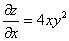 ∂z/∂x = 4xy²